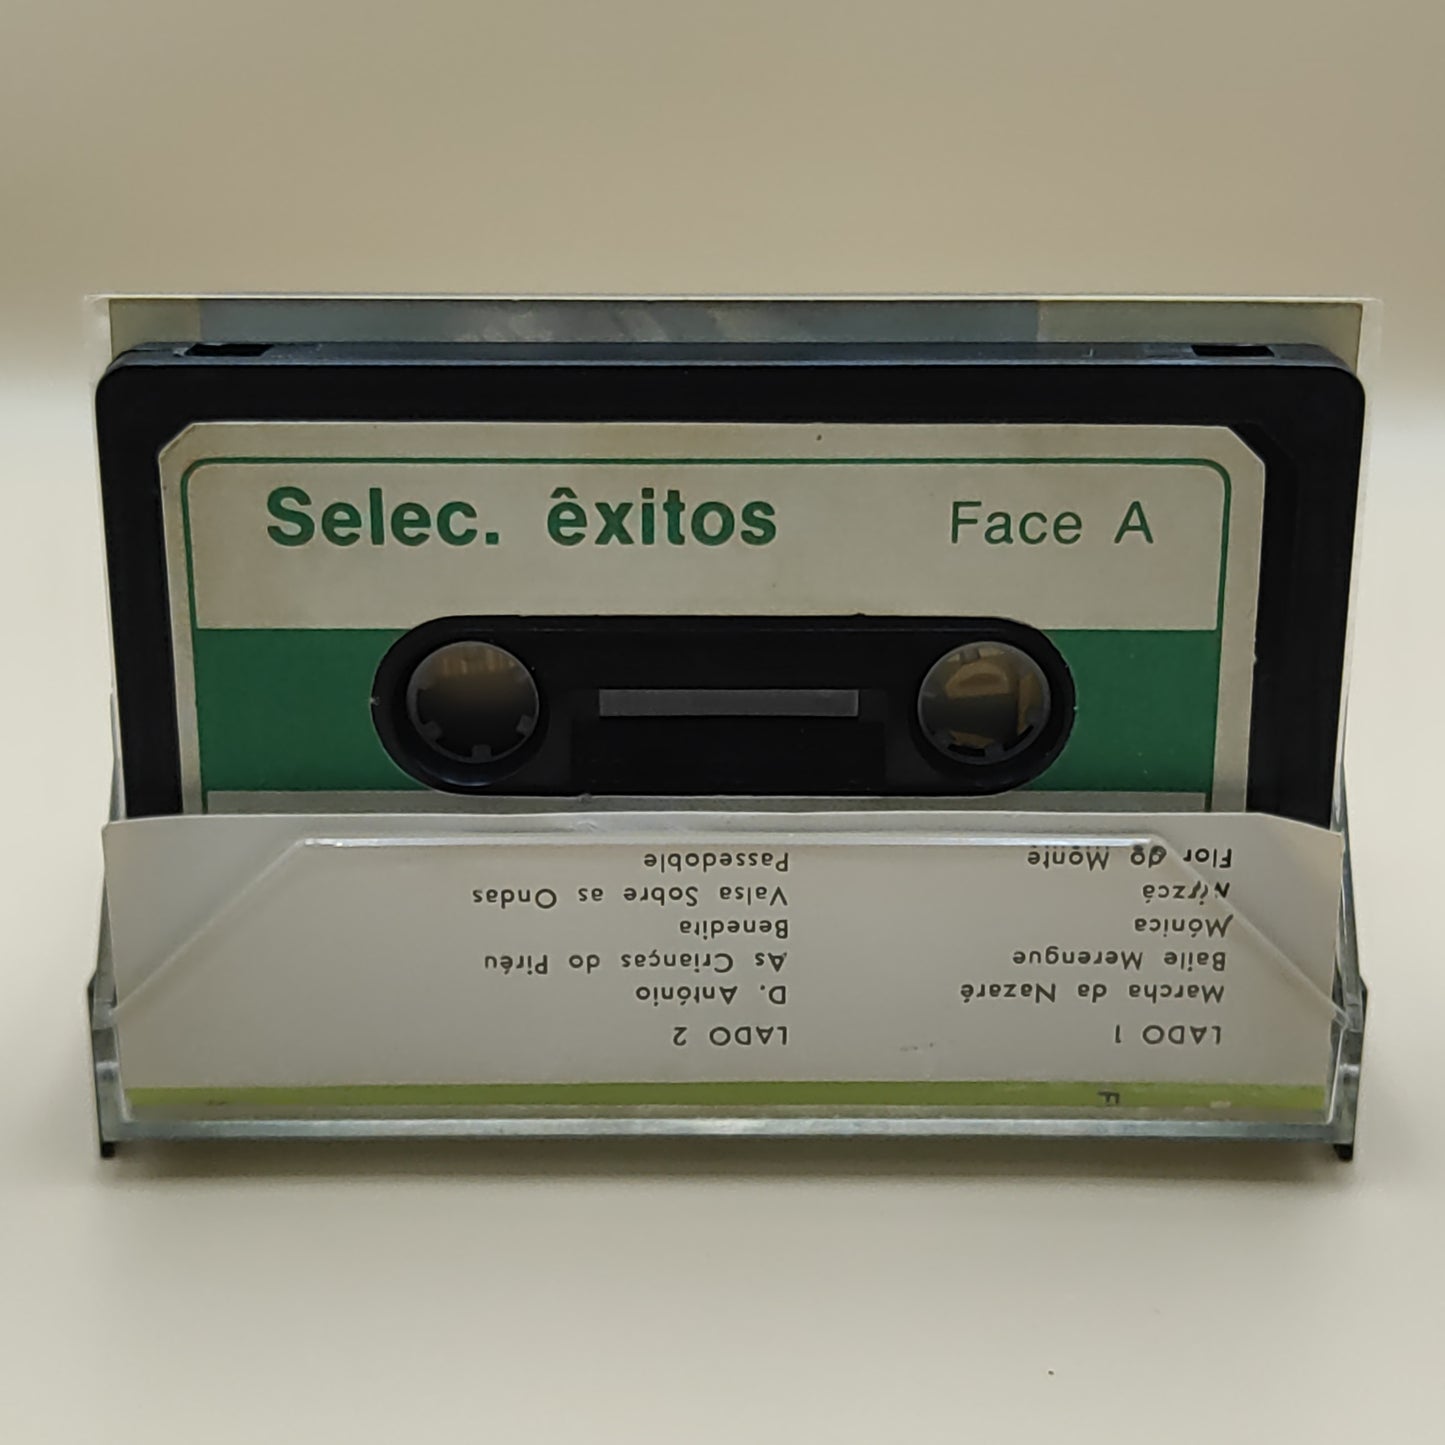 Selec. êxitos
Face A
LADO 1
Marcha da Nazaré
Baile Merengue
Mónica
Flor do Monte
LADO 2
D. António
As Crianças do Piréu
Benedita
Valsa Sobre as Ondas
Passedoble
F